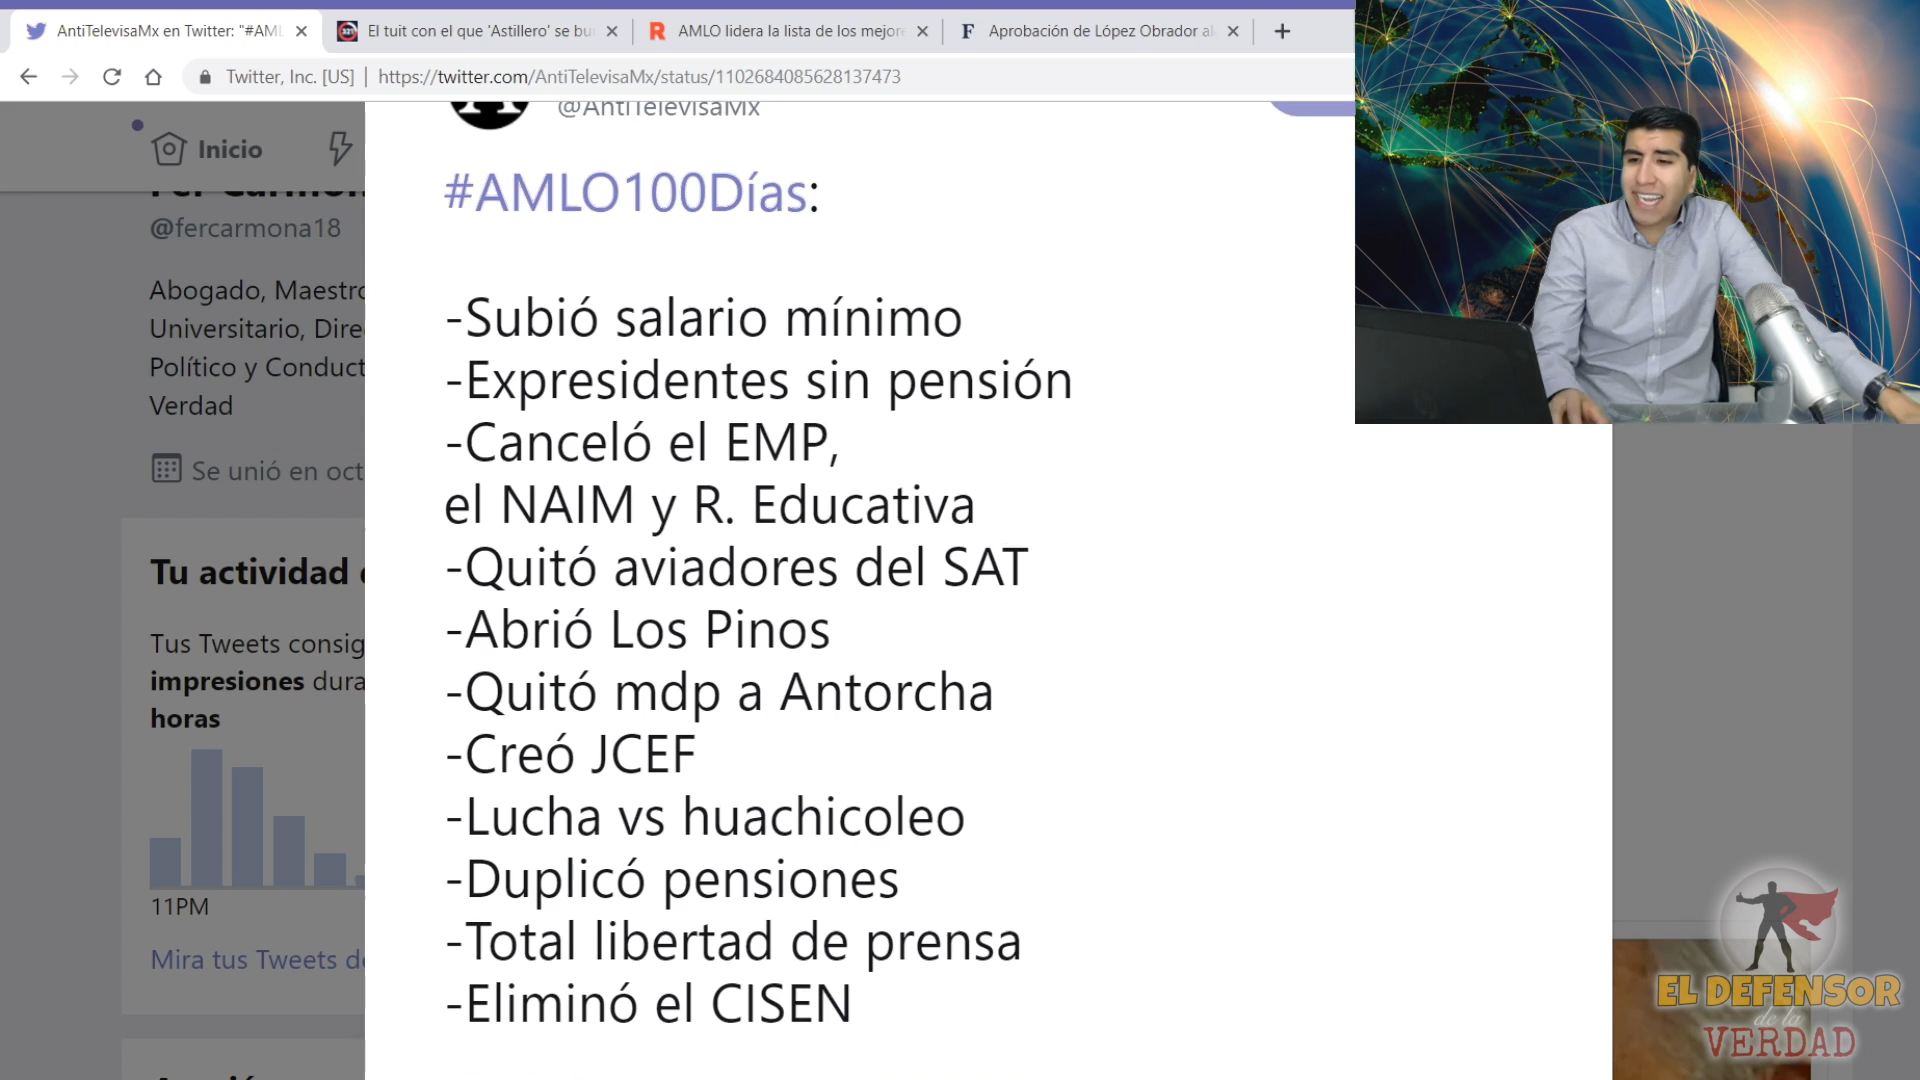 AntiTelevisaMx en Twitter: "#AML
El tuit con el que 'Astillero' se bu
AMLO lidera la lista de los mejore
Aprobación de López Obrador al
Twitter, Inc. [US] | https://twitter.com/AntiTelevisaMx/status/1102684085628137473
@AntiTelevisaMx
Inicio
@fercarmona18
Abogado, Maestro
Universitario, Dire
Político y Conduct
Verdad
Se unió en oct
Tu actividad
Tus Tweets consig
impresiones dura
horas
11PM
Mira tus Tweets de
#AMLO100Días:
-Subió salario mínimo
-Expresidentes sin pensión
-Canceló el EMP,
el NAIM y R. Educativa
-Quitó aviadores del SAT
-Abrió Los Pinos
-Quitó mdp a Antorcha
-Creó JCEF
-Lucha vs huachicoleo
-Duplicó pensiones
-Total libertad de prensa
-Eliminó el CISEN
EL DEFENSOR
de la
VERDAD